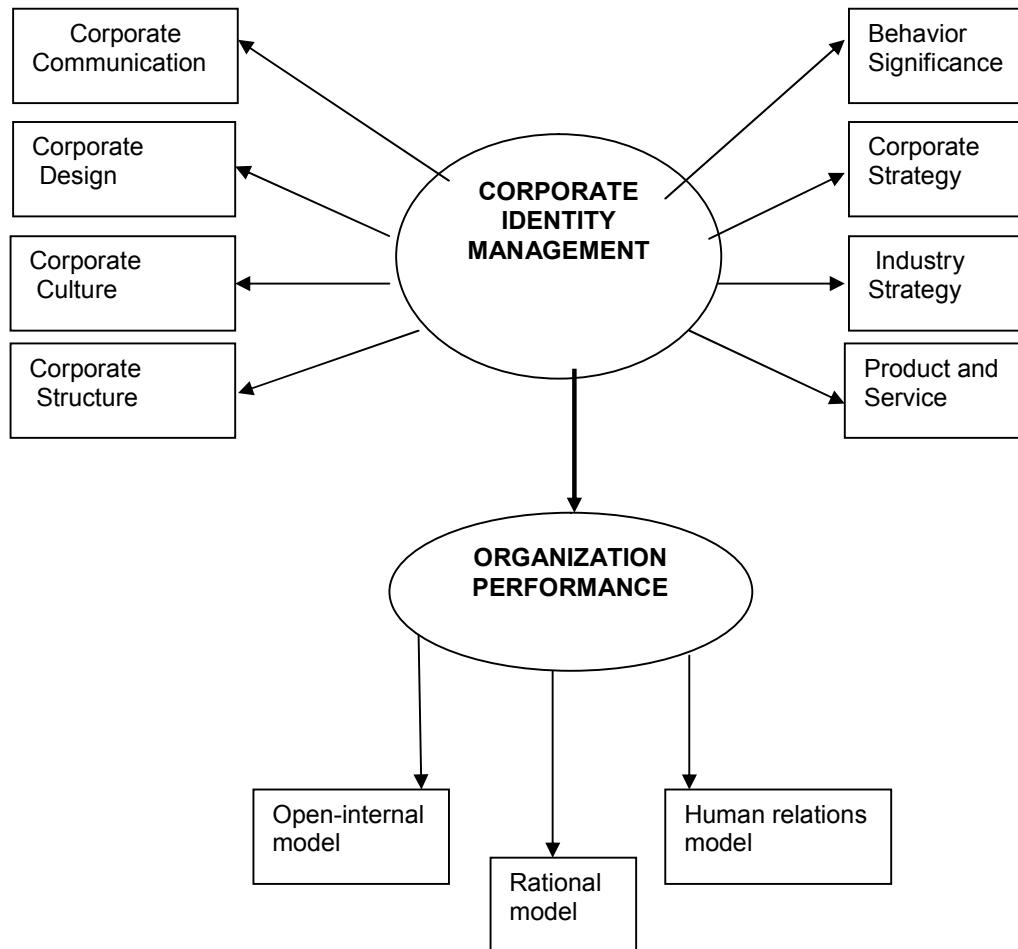 Corporate
Communication
Corporate
Design
Corporate
Culture
Corporate
Structure
CORPORATE
IDENTITY
MANAGEMENT
Behavior
Significance
Corporate
Strategy
Industry
Strategy
Product and
Service
ORGANIZATION
PERFORMANCE
Open-internal
model
Rational
model
Human relations
model